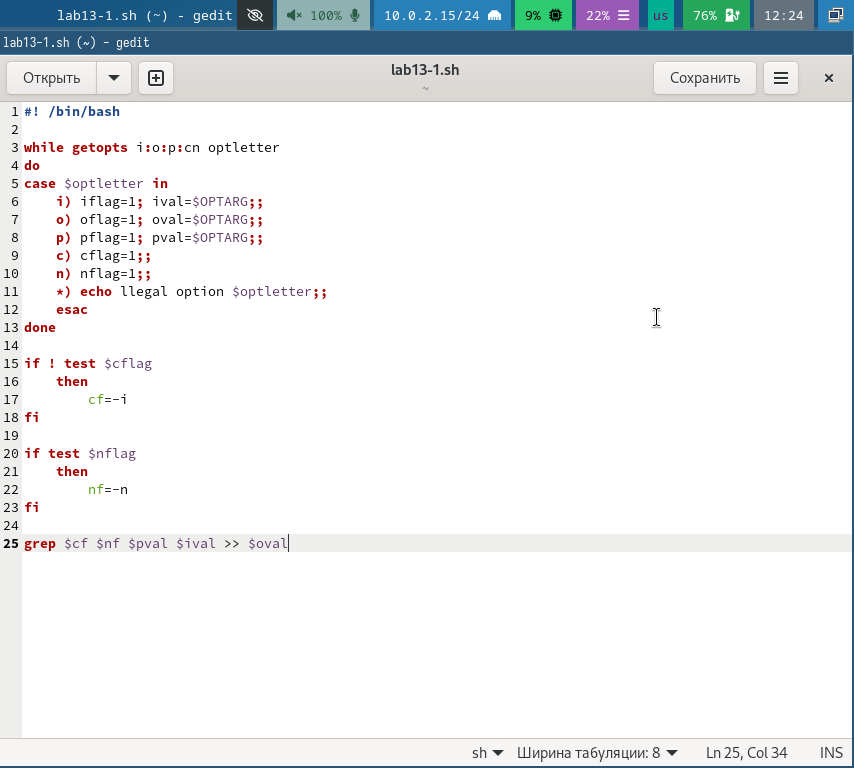 lab13-1.sh (~) - gedit 100% 10.0.2.15/24 9% 22% us 76% 12:24
lab13-1.sh (~) - gedit
Открыть lab13-1.sh Сохранить
~
1 #! /bin/bash
2
3 while getopts i:o:p:cn optletter
4 do
5 case $optletter in
6     i) iflag=1; ival=$OPTARG;;
7     o) oflag=1; oval=$OPTARG;;
8     p) pflag=1; pval=$OPTARG;;
9     c) cflag=1;;
10     n) nflag=1;;
11     *) echo llegal option $optletter;;
12     esac
13 done
14
15 if ! test $cflag
16     then
17         cf=-i
18 fi
19
20 if test $nflag
21     then
22         nf=-n
23 fi
24
25 grep $cf $nf $pval $ival >> $oval
sh Ширина табуляции: 8 Ln 25, Col 34 INS